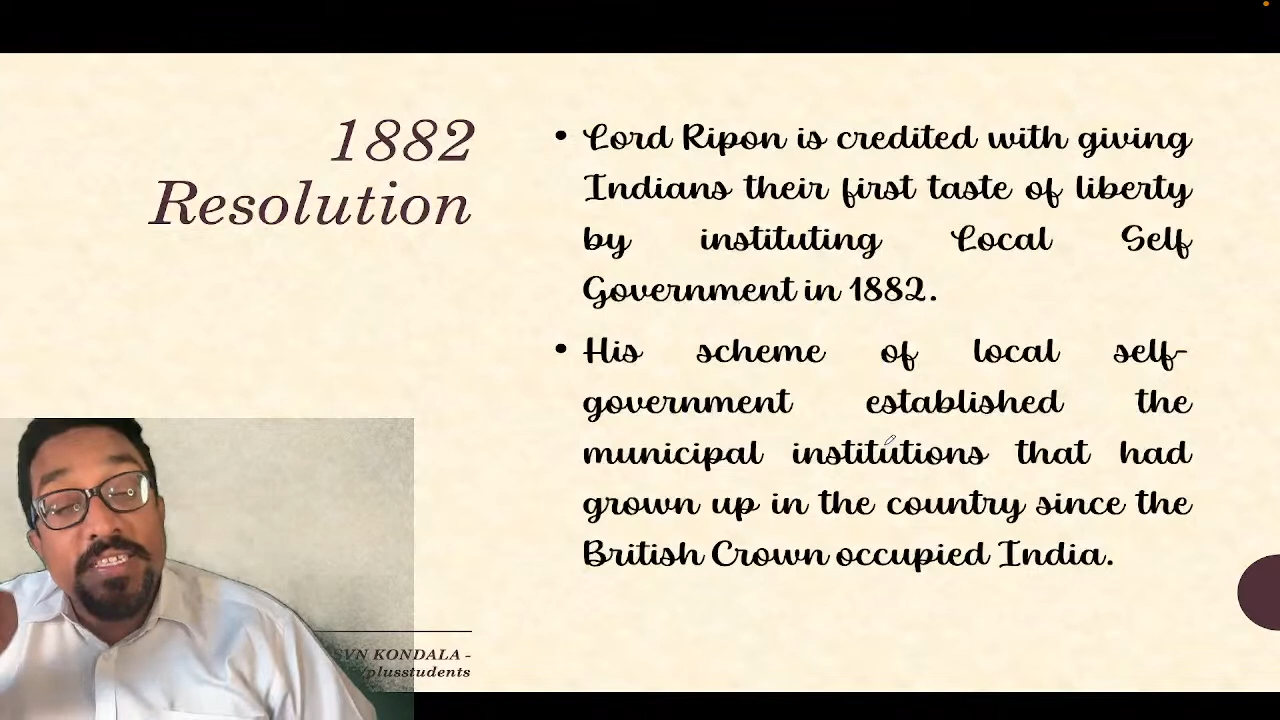 1882
Resolution
• Lord Ripon is credited with giving
Indians their first taste of liberty
by instituting Local Self
Government in 1882.
• His scheme of local self-
government established the
municipal institutions that had
grown up in the country since the
British Crown occupied India.
SVN KONDALA -
/plusstudents